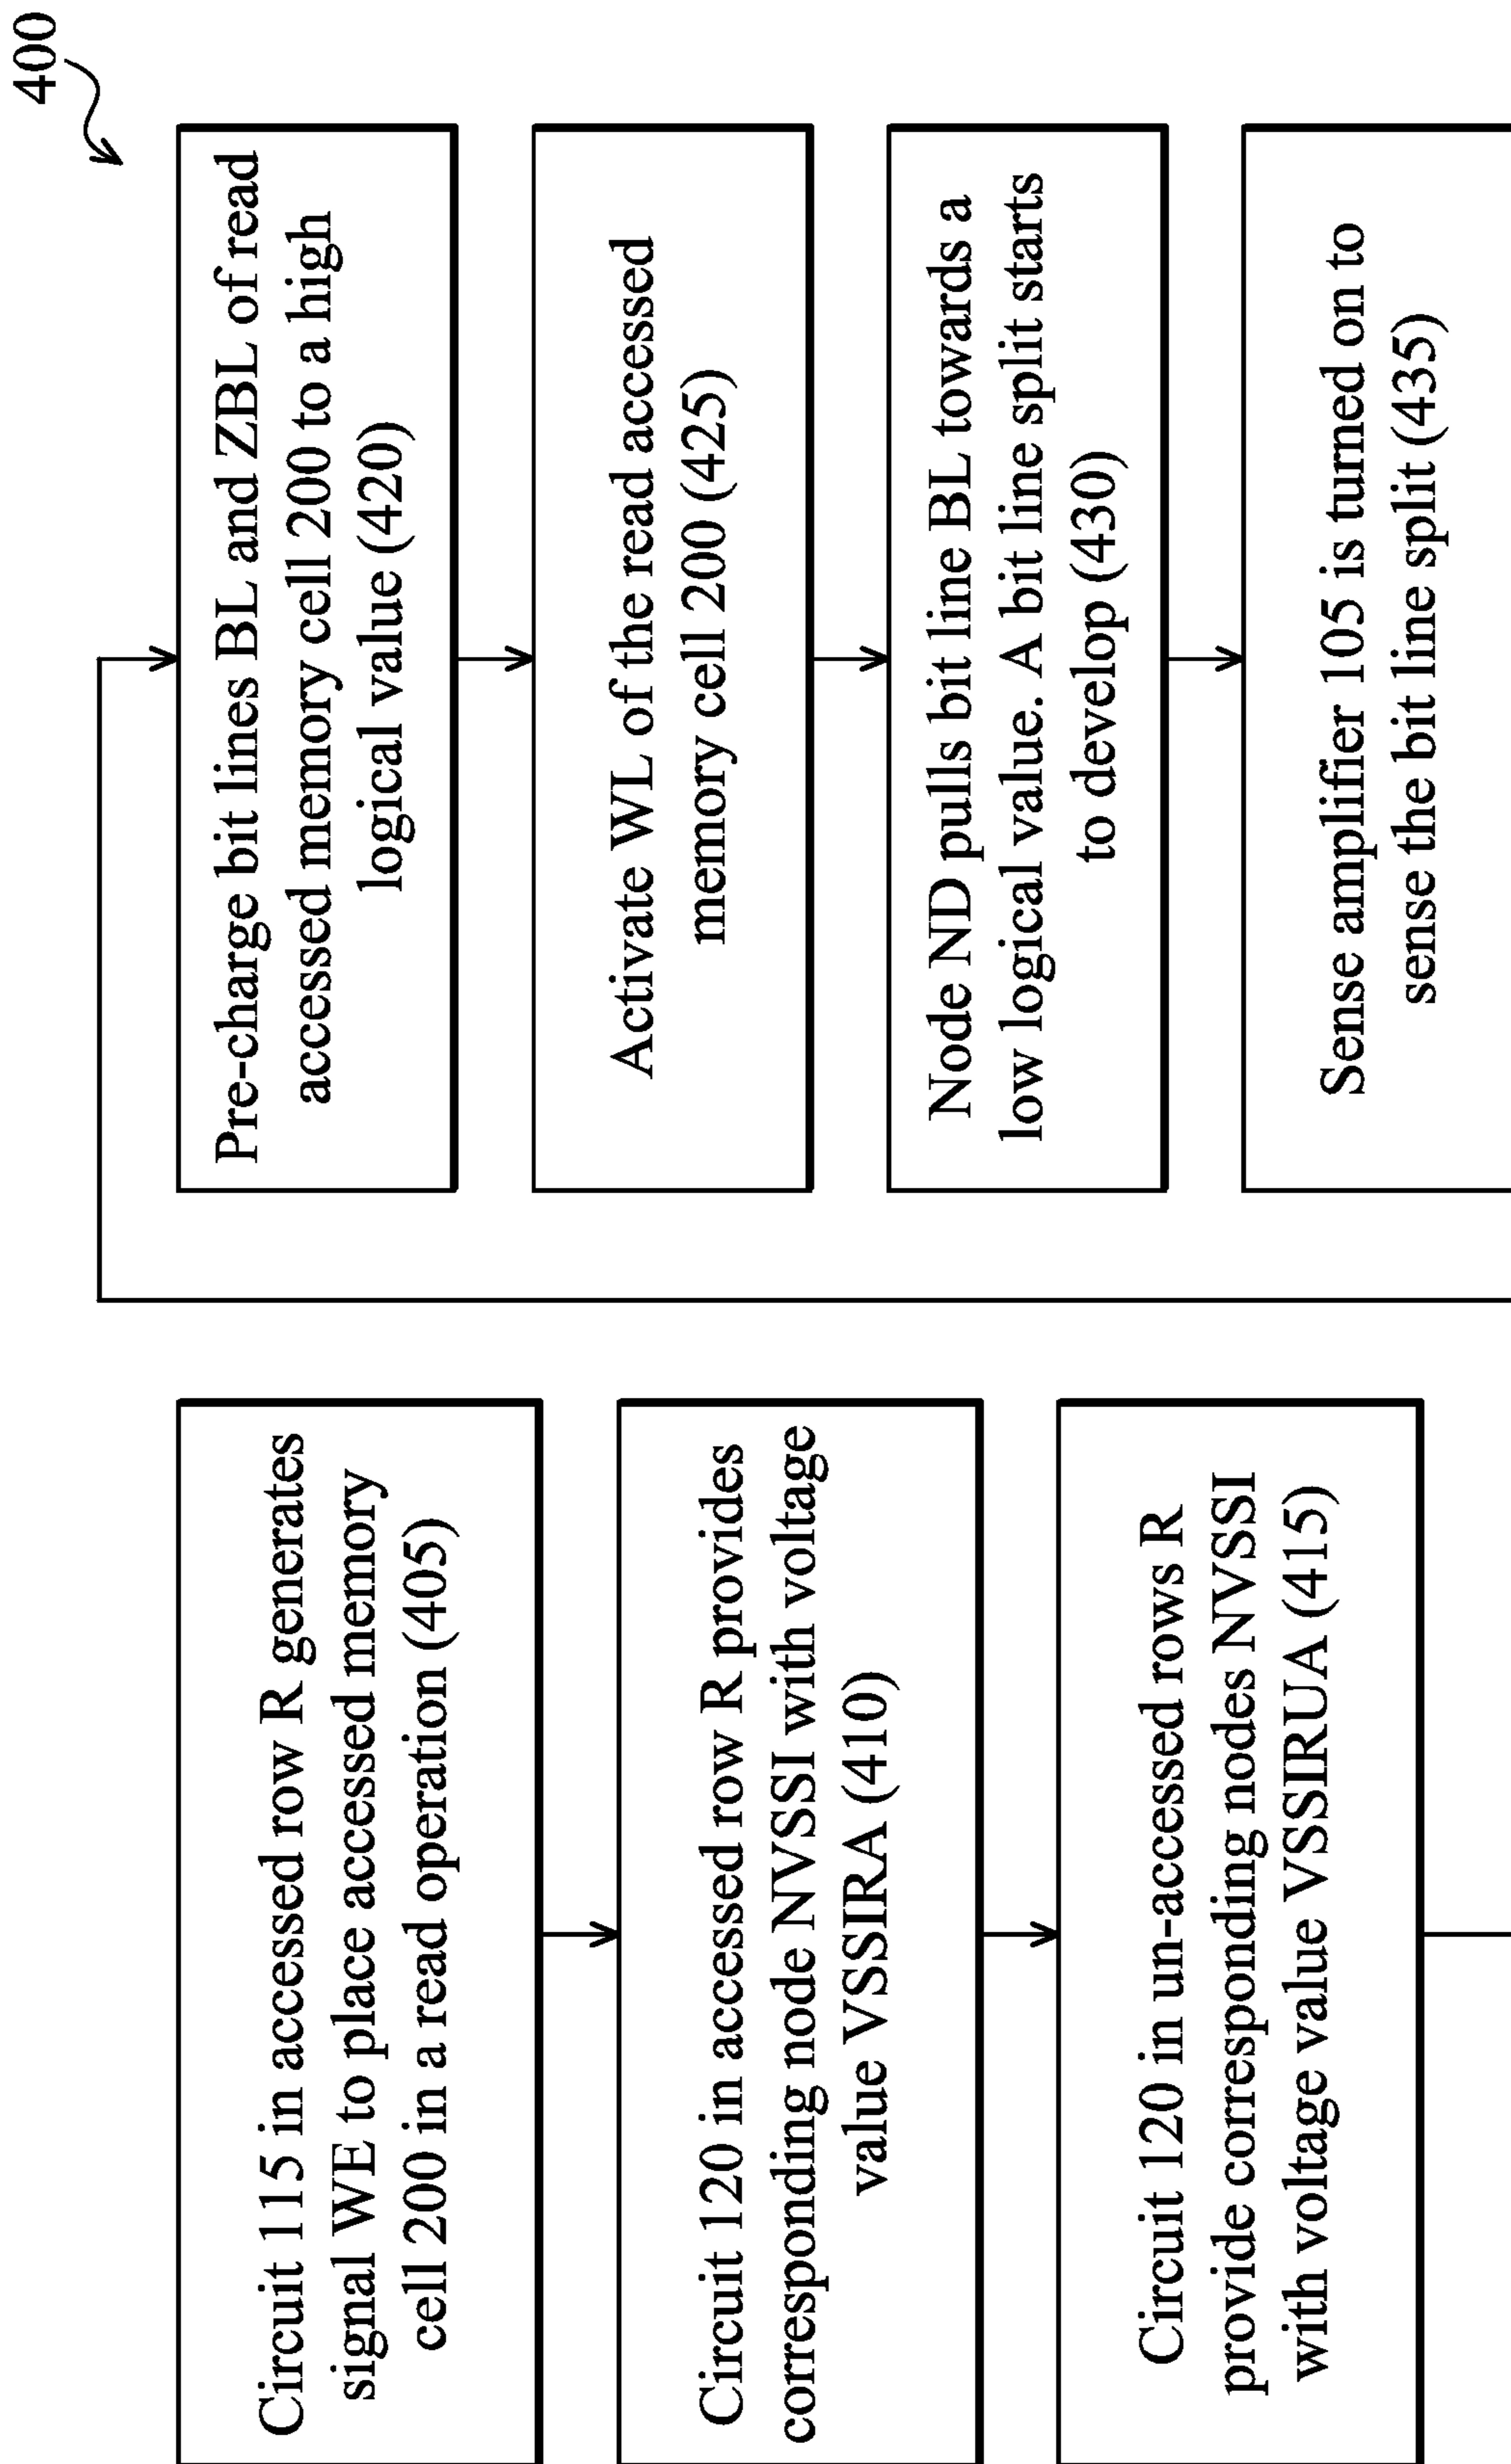 400
Circuit 115 in accessed row R generates
signal WE to place accessed memory
cell 200 in a read operation (405)
Circuit 120 in accessed row R provides
corresponding node NVSSI with voltage
value VSSIRA (410)
Circuit 120 in un-accessed rows R
provide corresponding nodes NVSSI
with voltage value VSSIRUA (415)
Pre-charge bit lines BL and ZBL of read
accessed memory cell 200 to a high
logical value (420)
Activate WL of the read accessed
memory cell 200 (425)
Node ND pulls bit line BL towards a
low logical value. A bit line split starts
to develop (430)
Sense amplifier 105 is turned on to
sense the bit line split (435)